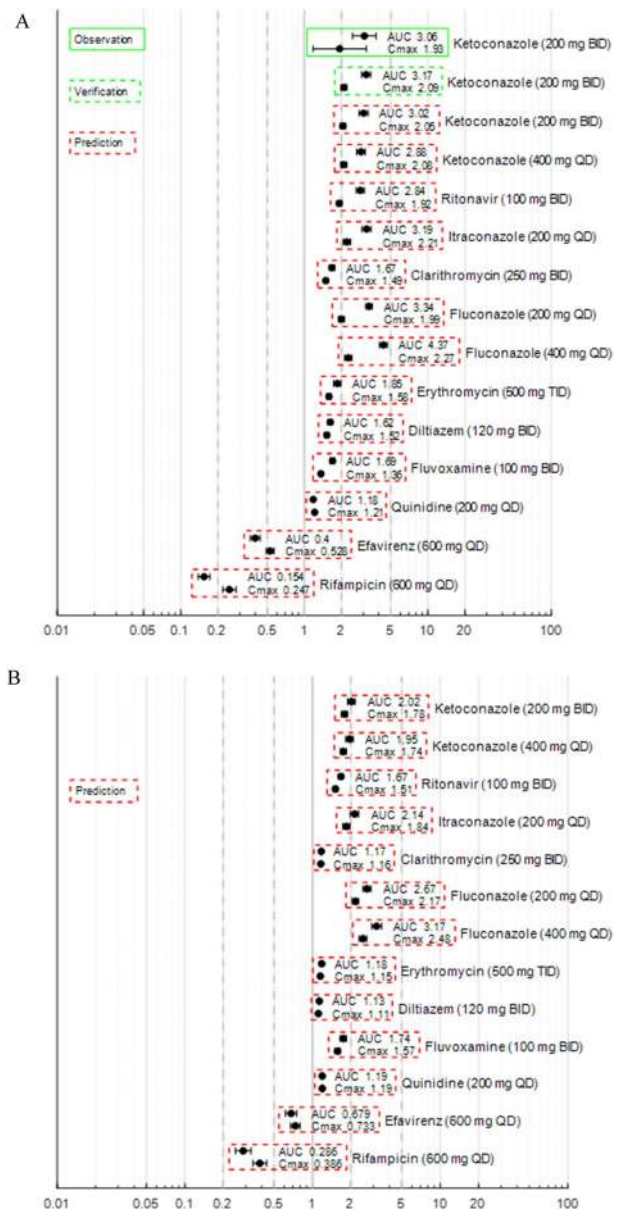 A
Observation
AUC 3.06
Cmax 1.93
Ketoconazole (200 mg BID)
Verification
AUC 3.17
Cmax 2.09
Ketoconazole (200 mg BID)
Prediction
AUC 3.02
Cmax 2.05
Ketoconazole (200 mg BID)
AUC 2.88
Cmax 2.08
Ketoconazole (400 mg QD)
AUC 2.84
Cmax 1.92
Ritonavir (100 mg BID)
AUC 3.19
Cmax 2.21
Itraconazole (200 mg QD)
AUC 1.67
Cmax 1.49
Clarithromycin (250 mg BID)
AUC 3.34
Cmax 1.99
Fluconazole (200 mg QD)
AUC 4.37
Cmax 2.27
Fluconazole (400 mg QD)
AUC 1.85
Cmax 1.58
Erythromycin (500 mg TID)
AUC 1.62
Cmax 1.52
Diltiazem (120 mg BID)
AUC 1.69
Cmax 1.36
Fluvoxamine (100 mg BID)
AUC 1.18
Cmax 1.21
Quinidine (200 mg QD)
AUC 0.4
Cmax 0.528
Efavirenz (600 mg QD)
AUC 0.154
Cmax 0.247
Rifampicin (600 mg QD)
0.01 0.05 0.1 0.2 0.5 1 2 5 10 20 100
B
AUC 2.02
Cmax 1.78
Ketoconazole (200 mg BID)
AUC 1.95
Cmax 1.74
Ketoconazole (400 mg QD)
Prediction
AUC 1.67
Cmax 1.51
Ritonavir (100 mg BID)
AUC 2.14
Cmax 1.84
Itraconazole (200 mg QD)
AUC 1.17
Cmax 1.16
Clarithromycin (250 mg BID)
AUC 2.67
Cmax 2.17
Fluconazole (200 mg QD)
AUC 3.17
Cmax 2.48
Fluconazole (400 mg QD)
AUC 1.18
Cmax 1.15
Erythromycin (500 mg TID)
AUC 1.13
Cmax 1.11
Diltiazem (120 mg BID)
AUC 1.74
Cmax 1.57
Fluvoxamine (100 mg BID)
AUC 1.19
Cmax 1.19
Quinidine (200 mg QD)
AUC 0.679
Cmax 0.733
Efavirenz (600 mg QD)
AUC 0.286
Cmax 0.386
Rifampicin (600 mg QD)
0.01 0.05 0.1 0.2 0.5 1 2 5 10 20 100